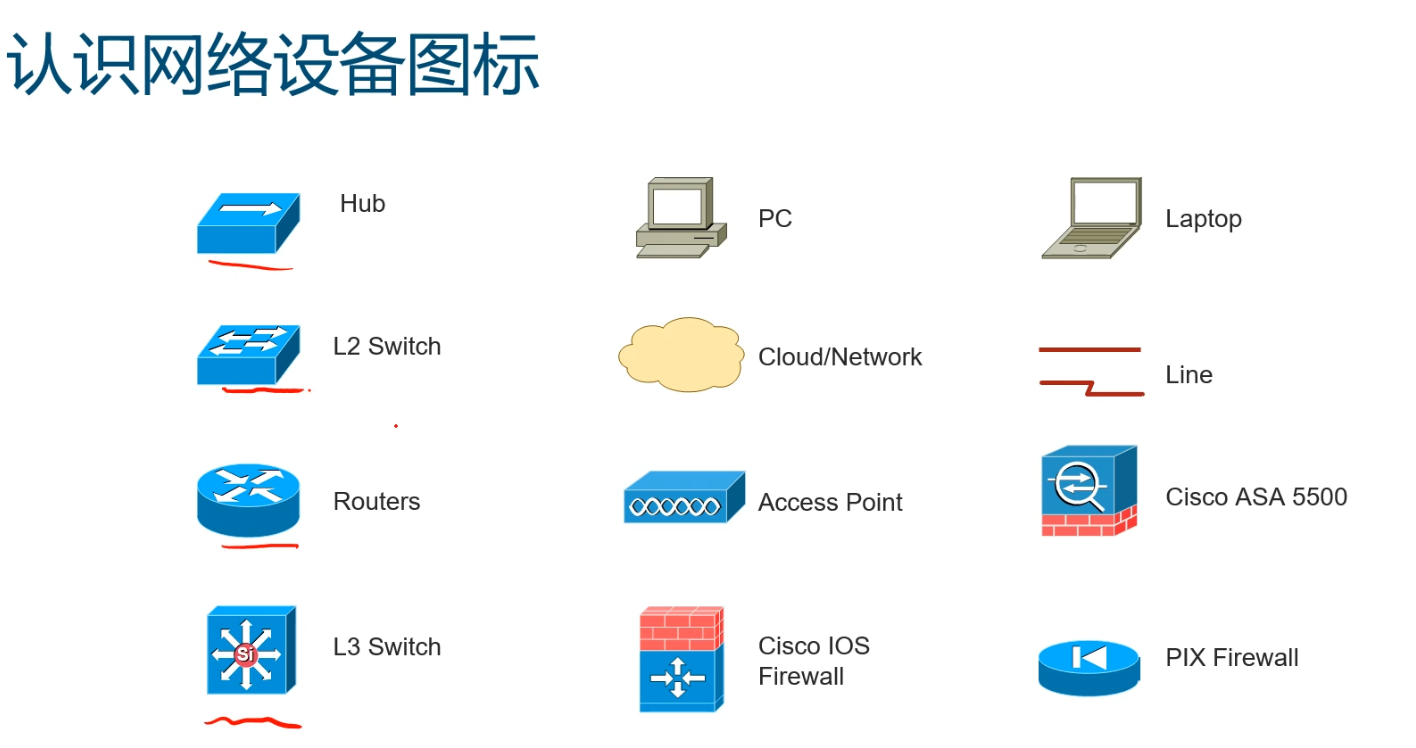 认识网络设备图标
Hub
PC
Laptop
L2 Switch
Cloud/Network
Line
Routers
Access Point
Cisco ASA 5500
Si
L3 Switch
Cisco IOS
Firewall
PIX Firewall